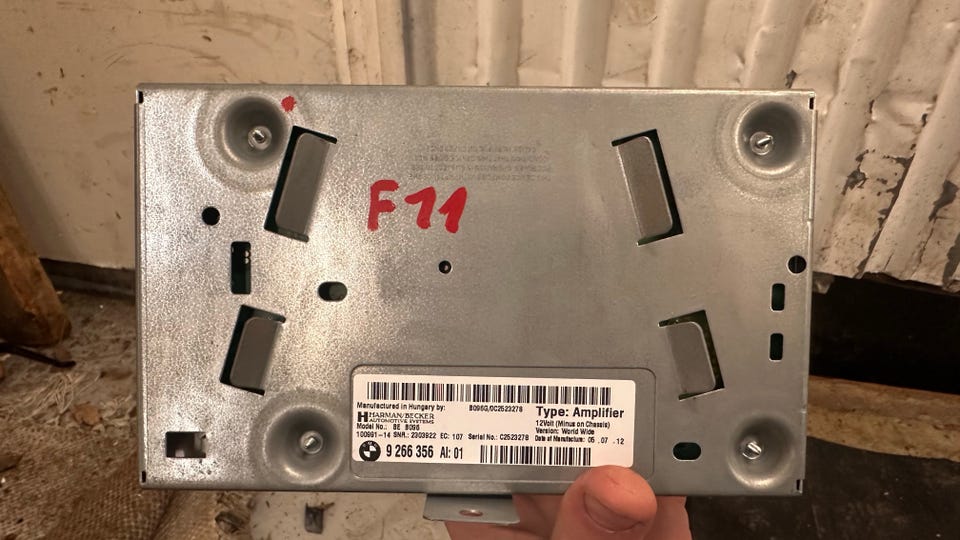 F11
Manufactured in Hungary by:
B096G/0C2523278
Type: Amplifier
HARMAN/BECKER
AUTOMOTIVE SYSTEMS
12Volt (Minus on Chassis)
Model No.: BE 8096
Version: World Wide
100991-14 SNR.: 2303922 EC: 107 Serial No.: C2523278 Date of Manufacture: 05 .07 .12
9 266 356 AI: 01